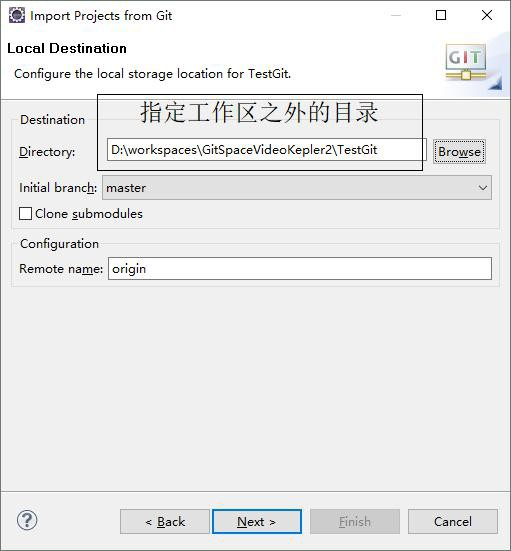 Import Projects from Git
Local Destination
Configure the local storage location for TestGit.
GIT
指定工作区之外的目录
Destination
Directory: D:\workspaces\GitSpaceVideoKepler2\TestGit Browse
Initial branch: master
Clone submodules
Configuration
Remote name: origin
?
< Back Next > Finish Cancel